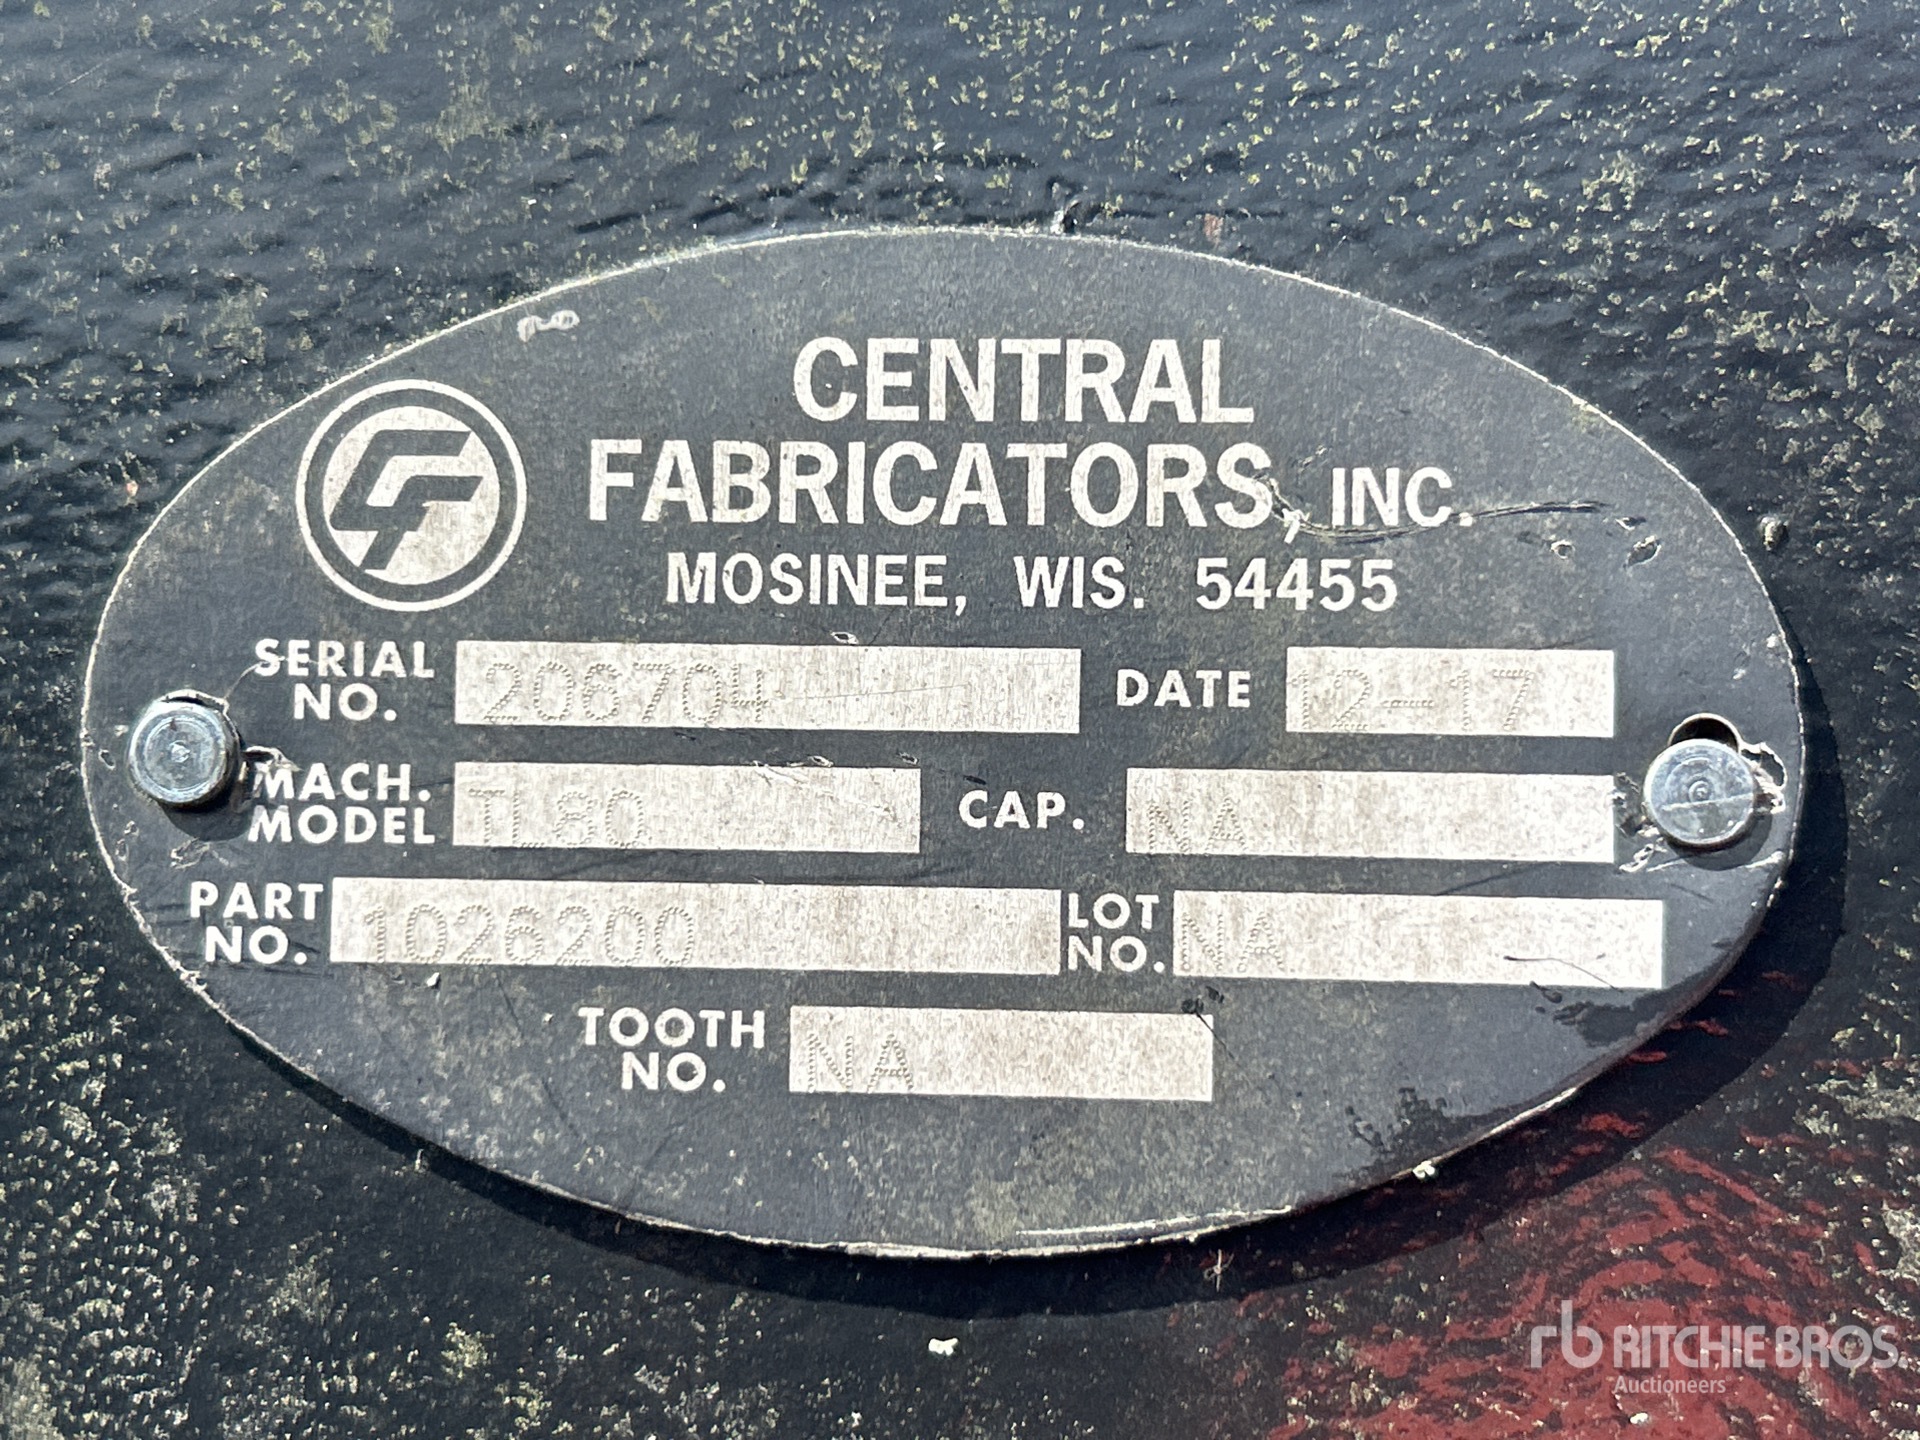 CENTRAL
FABRICATORS, INC.
MOSINEE, WIS. 54455
SERIAL NO. 206704 DATE 12-17
MACH. MODEL TL80 CAP. NA
PART NO. 1026200 LOT NO. NA
TOOTH NO. NA
rb RITCHIE BROS.
Auctioneers